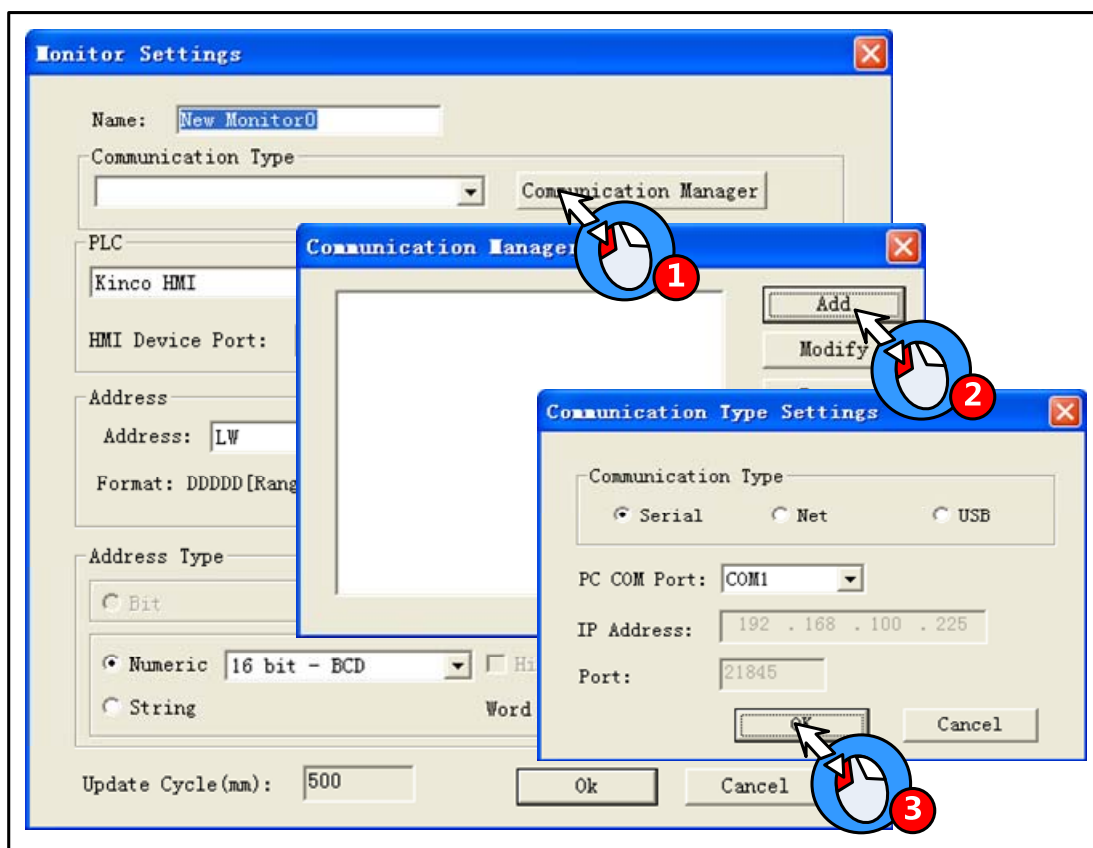 Monitor Settings
Name: New Monitor0
Communication Type
Communication Manager
PLC
Kinco HMI
HMI Device Port:
Address
Address: LW
Format: DDDDD[Rang
Address Type
Bit
Numeric 16 bit - BCD Hi
String Word
Update Cycle(mm): 500 Ok Cancel
Communication Manager
1
Add
Modify
2
Communication Type Settings
Communication Type
Serial Net USB
PC COM Port: COM1
IP Address: 192 . 168 . 100 . 225
Port: 21845
OK Cancel
3